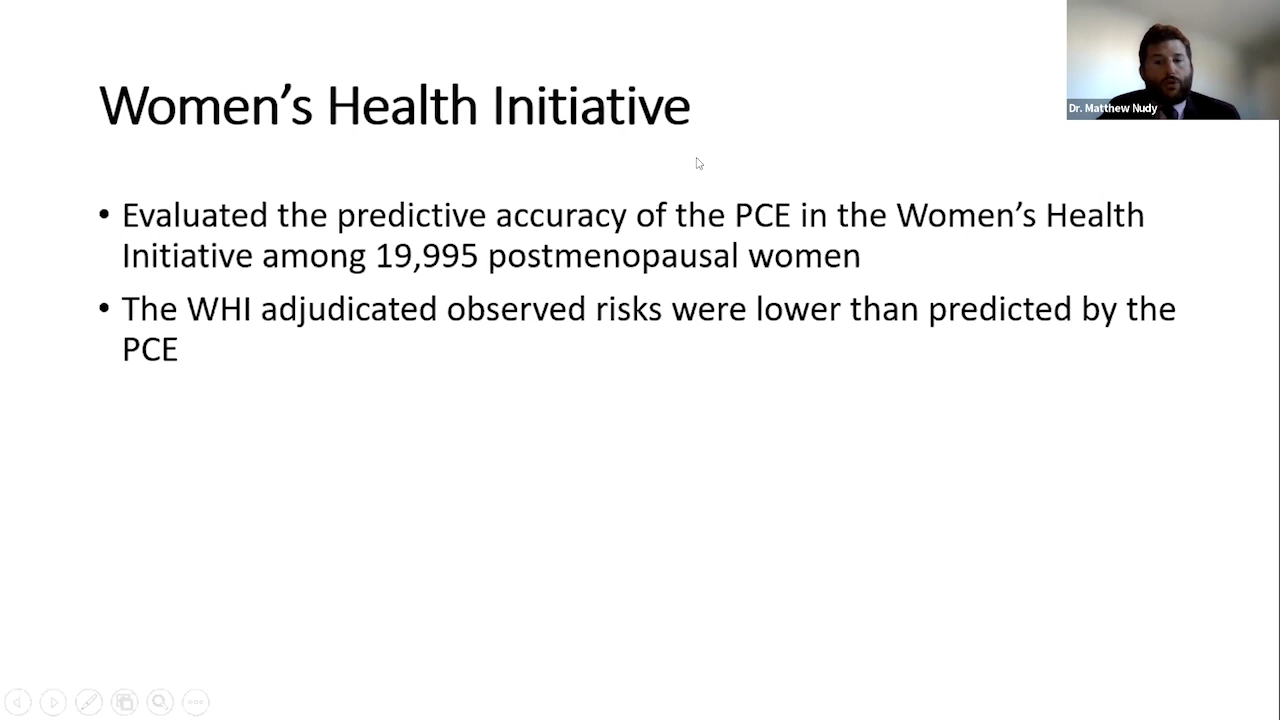 Women’s Health Initiative
Dr. Matthew Nudy
• Evaluated the predictive accuracy of the PCE in the Women’s Health
Initiative among 19,995 postmenopausal women
• The WHI adjudicated observed risks were lower than predicted by the
PCE